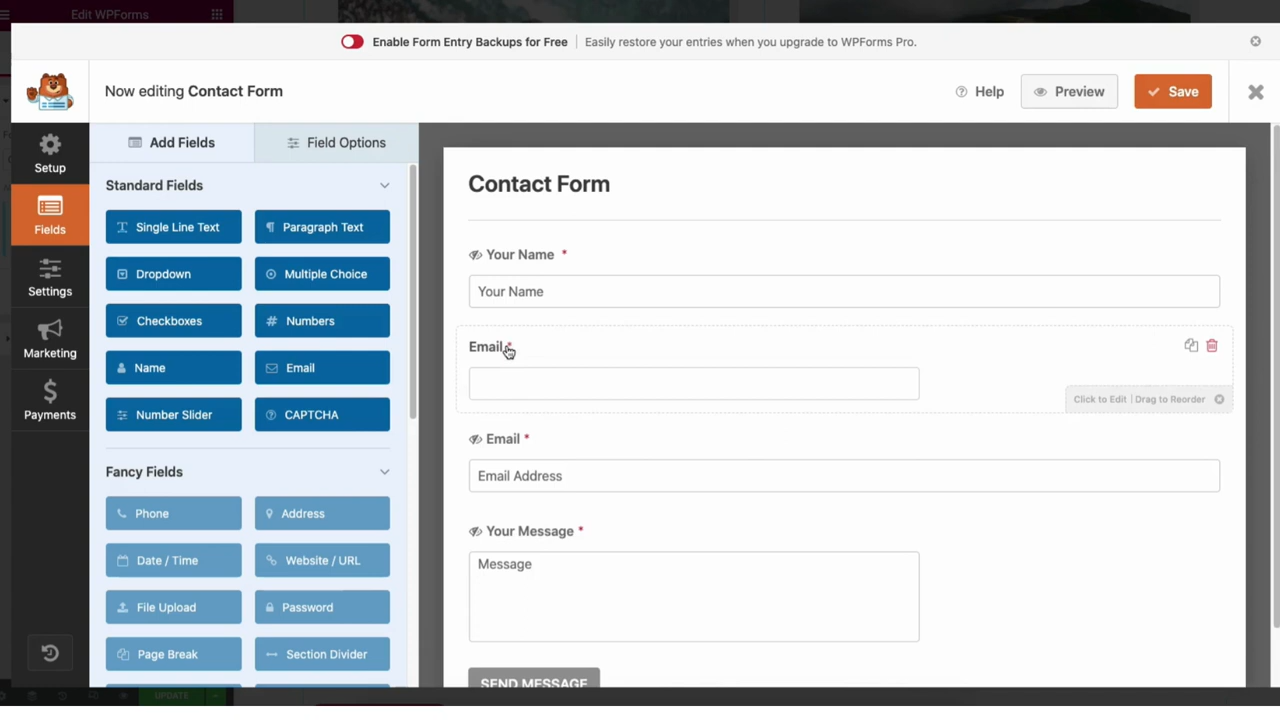 Edit WPForms
Enable Form Entry Backups for Free | Easily restore your entries when you upgrade to WPForms Pro.
Now editing Contact Form
Help
Preview
Save
Setup
Fields
Settings
Marketing
Payments
Add Fields
Field Options
Standard Fields
Single Line Text
Paragraph Text
Dropdown
Multiple Choice
Checkboxes
Numbers
Name
Email
Number Slider
CAPTCHA
Fancy Fields
Phone
Address
Date / Time
Website / URL
File Upload
Password
Page Break
Section Divider
Contact Form
Your Name *
Your Name
Email *
Click to Edit | Drag to Reorder
Email *
Email Address
Your Message *
Message
SEND MESSAGE
UPDATE